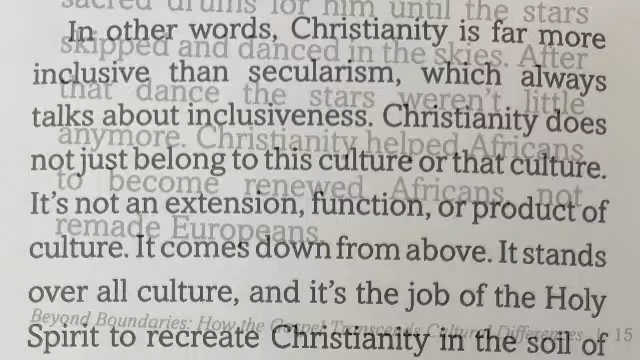 sacred drums for him until the stars
In other words, Christianity is far more
skipped and danced in the skies. After
inclusive than secularism, which always
that dance the stars weren't little
talks about inclusiveness. Christianity does
anymore. Christianity helped Africans
not just belong to this culture or that culture.
to become renewed Africans, not
It's not an extension, function, or product of
remade Europeans.
culture. It comes down from above. It stands
over all culture, and it's the job of the Holy
Beyond Boundaries: How the Gospel Transcends Cultural Differences | 15
Spirit to recreate Christianity in the soil of